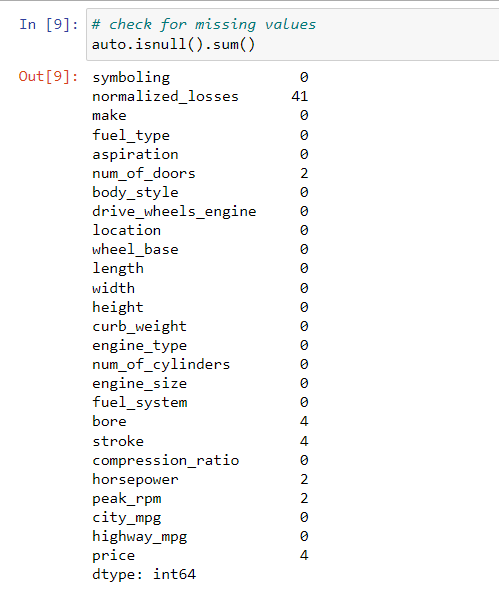 In [9]: # check for missing values
auto.isnull().sum()
Out[9]: symboling 0
normalized_losses 41
make 0
fuel_type 0
aspiration 0
num_of_doors 2
body_style 0
drive_wheels_engine 0
location 0
wheel_base 0
length 0
width 0
height 0
curb_weight 0
engine_type 0
num_of_cylinders 0
engine_size 0
fuel_system 0
bore 4
stroke 4
compression_ratio 0
horsepower 2
peak_rpm 2
city_mpg 0
highway_mpg 0
price 4
dtype: int64